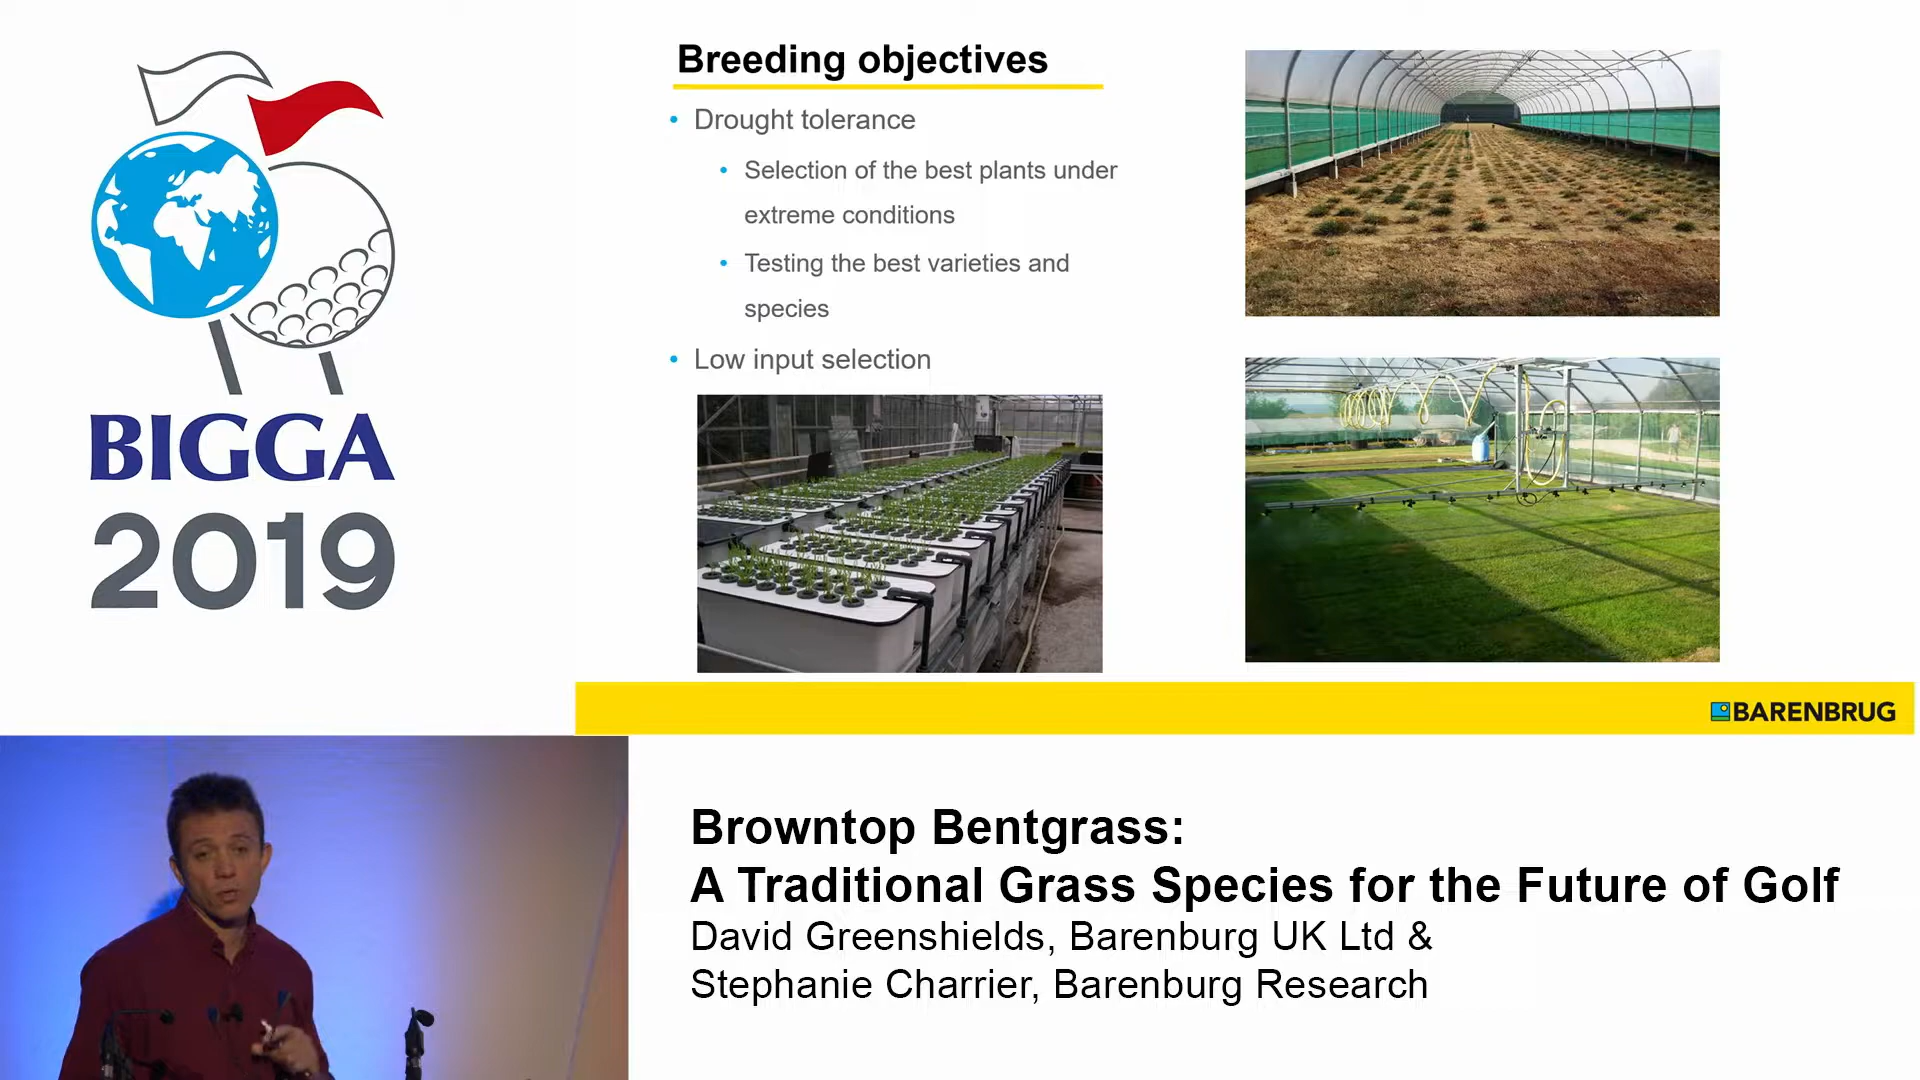 BIGGA
2019
Breeding objectives
• Drought tolerance
• Selection of the best plants under
extreme conditions
• Testing the best varieties and
species
• Low input selection
BARENBRUG
Browntop Bentgrass:
A Traditional Grass Species for the Future of Golf
David Greenshields, Barenburg UK Ltd &
Stephanie Charrier, Barenburg Research